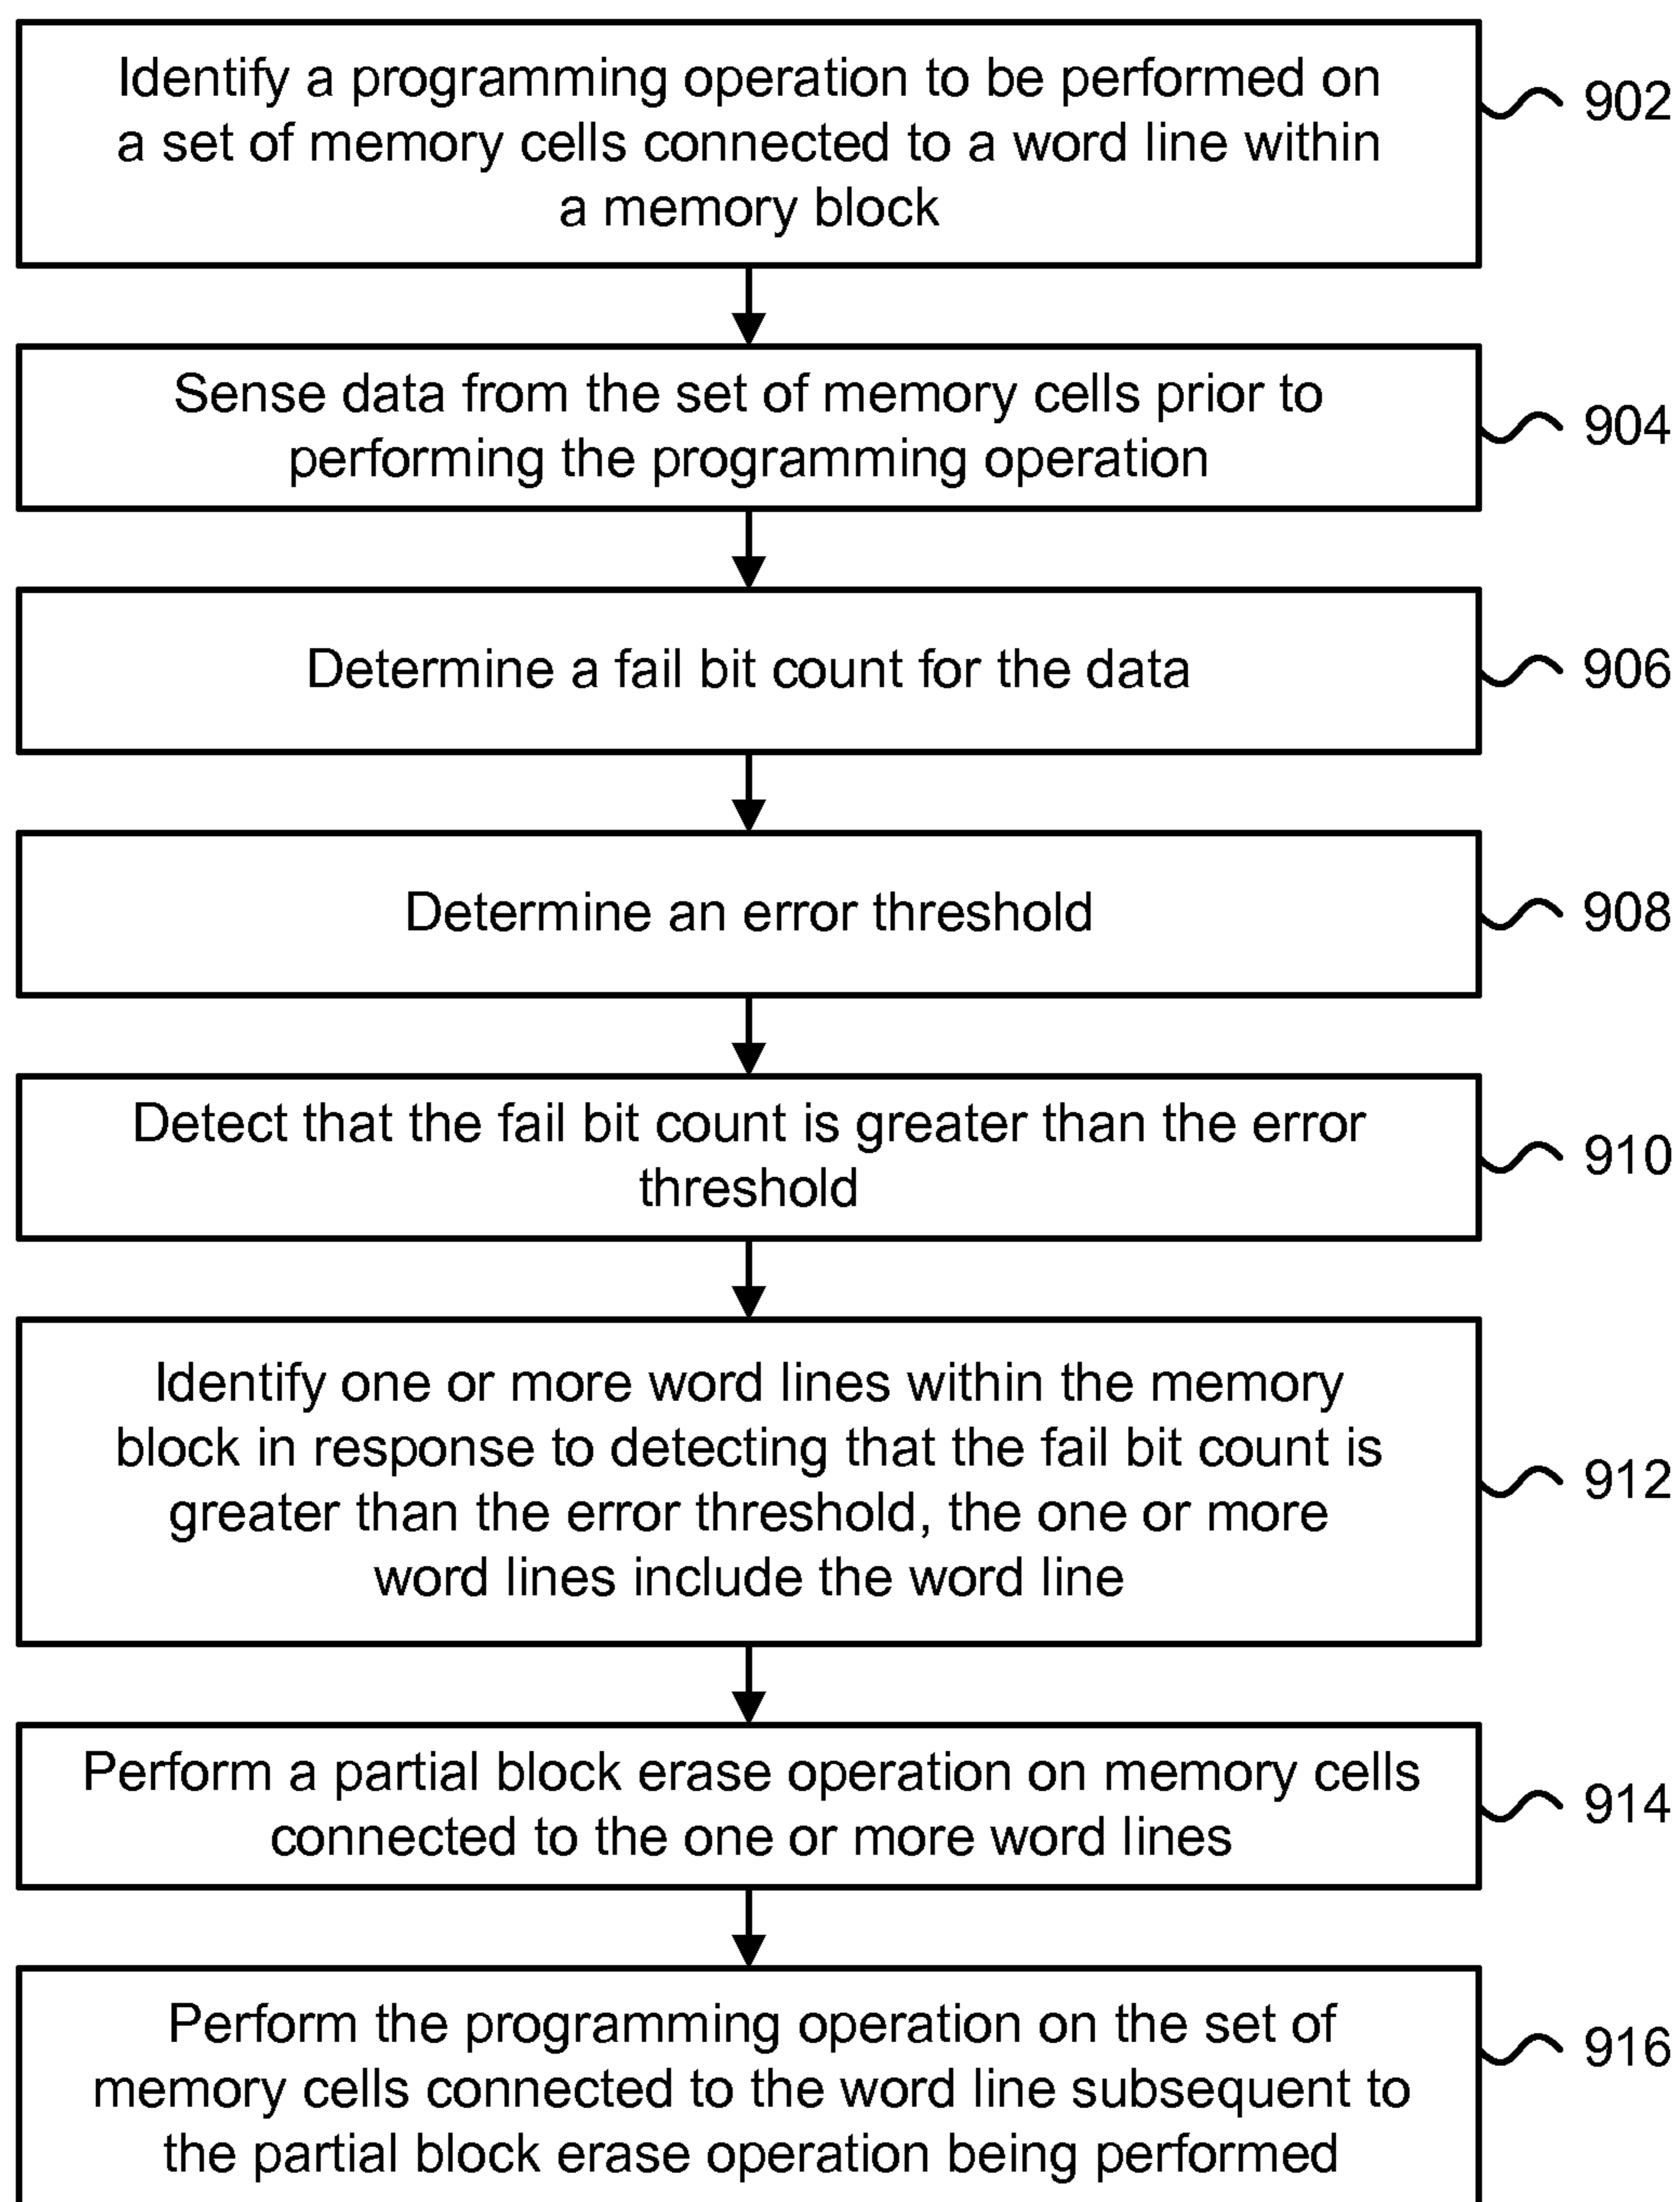 Identify a programming operation to be performed on
a set of memory cells connected to a word line within
a memory block
902
Sense data from the set of memory cells prior to
performing the programming operation
904
Determine a fail bit count for the data
906
Determine an error threshold
908
Detect that the fail bit count is greater than the error
threshold
910
Identify one or more word lines within the memory
block in response to detecting that the fail bit count is
greater than the error threshold, the one or more
word lines include the word line
912
Perform a partial block erase operation on memory cells
connected to the one or more word lines
914
Perform the programming operation on the set of
memory cells connected to the word line subsequent to
the partial block erase operation being performed
916